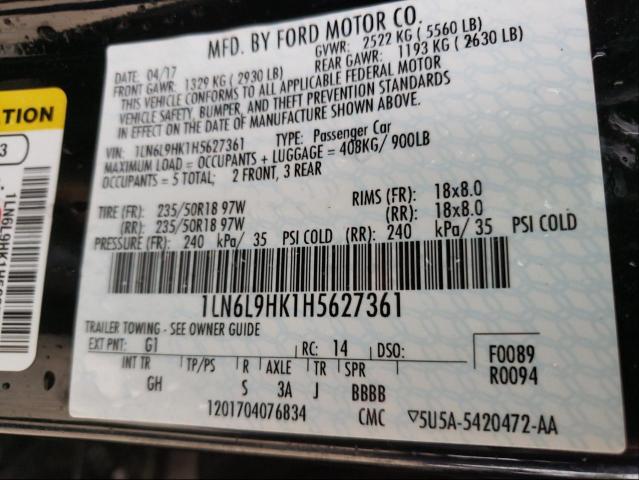 MFD. BY FORD MOTOR CO.
DATE: 04/17 GVWR: 2522 KG ( 5560 LB)
FRONT GAWR: 1329 KG ( 2930 LB) REAR GAWR: 1193 KG ( 2630 LB)
THIS VEHICLE CONFORMS TO ALL APPLICABLE FEDERAL MOTOR
VEHICLE SAFETY, BUMPER, AND THEFT PREVENTION STANDARDS
IN EFFECT ON THE DATE OF MANUFACTURE SHOWN ABOVE.
VIN: 1LN6L9HK1H5627361 TYPE: Passenger Car
MAXIMUM LOAD = OCCUPANTS + LUGGAGE = 408KG/ 900LB
OCCUPANTS = 5 TOTAL; 2 FRONT, 3 REAR
TIRE (FR): 235/50R18 97W RIMS (FR): 18x8.0
(RR): 235/50R18 97W (RR): 18x8.0
PRESSURE (FR): 240 kPa/ 35 PSI COLD (RR): 240 kPa/ 35 PSI COLD
1LN6L9HK1H5627361
TRAILER TOWING - SEE OWNER GUIDE
EXT PNT: G1 RC: 14 DSO:
F0089
R0094
INT TR TP/PS R AXLE TR SPR
GH S 3A J BBBB
1201704076834 CMC ▽5U5A-5420472-AA
ATION
3